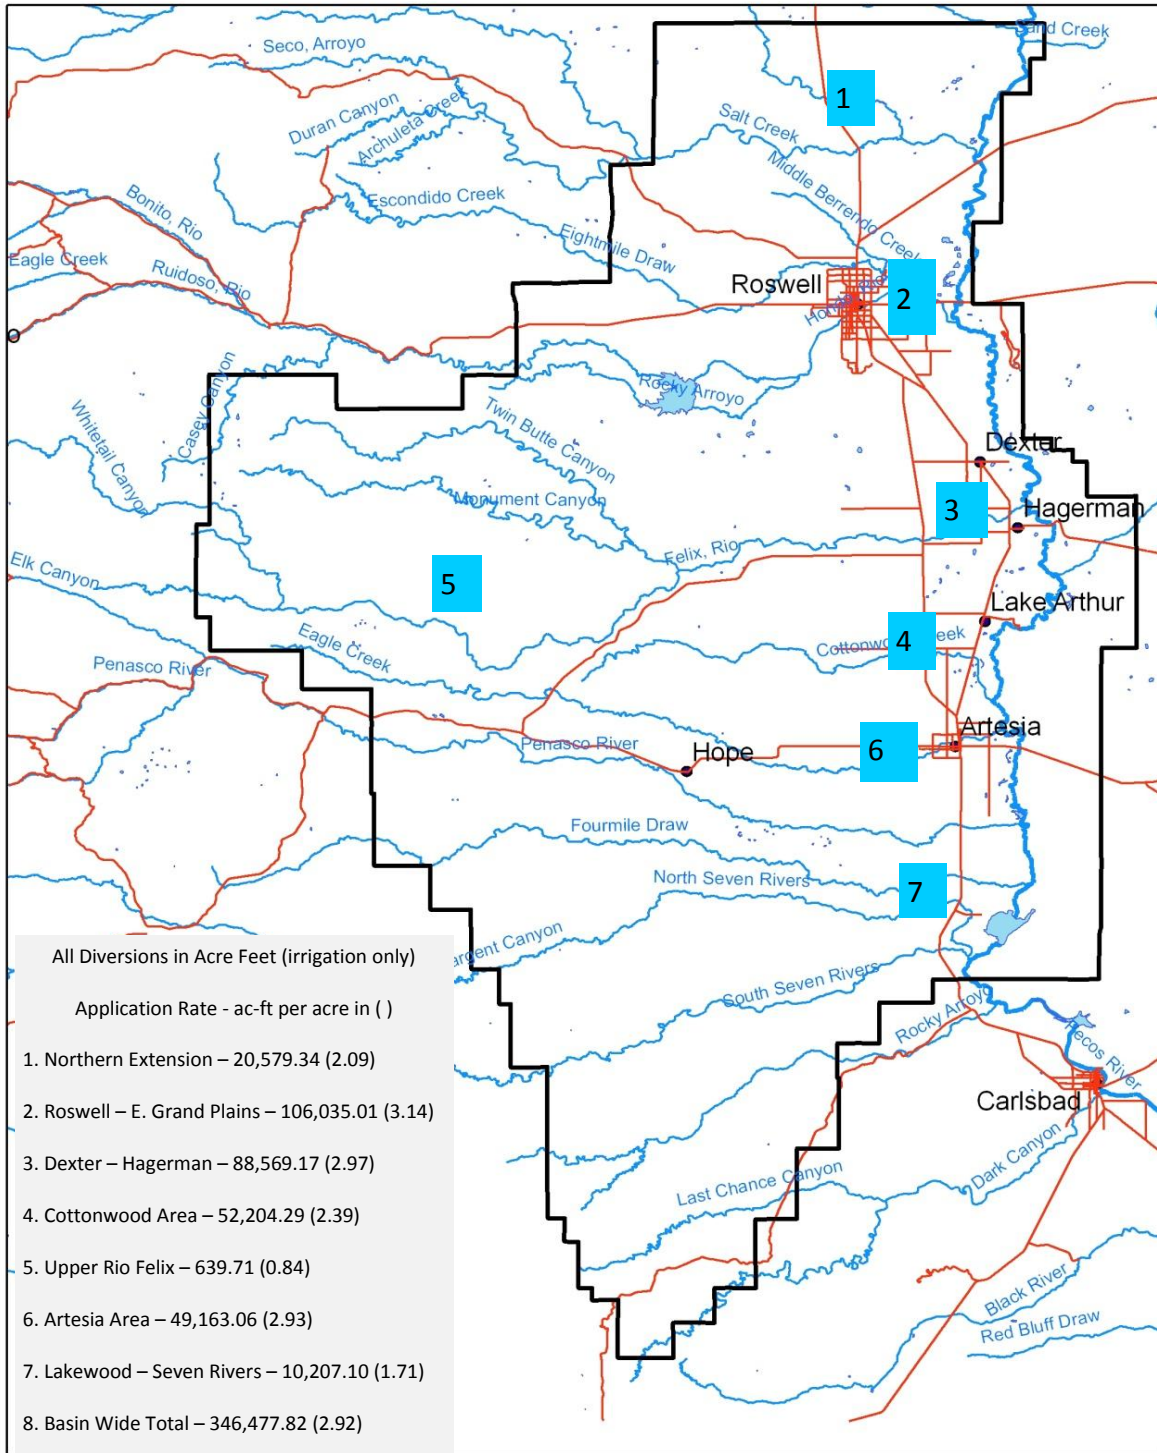 Sand Creek
Seco, Arroyo
1
Duran Canyon
Archuleta Creek
Salt Creek
Middle Berrendo Creek
Escondido Creek
Bonito, Rio
Eightmile Draw
Eagle Creek
Ruidoso, Rio
Roswell
2
Hondo
Rocky Arroyo
Casey Canyon
Whitetail Canyon
Twin Butte Canyon
Dexter
Monument Canyon
3
Hagerman
Felix, Rio
Elk Canyon
5
Lake Arthur
Eagle Creek
Cottonwood Creek
4
Penasco River
Penasco River
Hope
6
Artesia
Fourmile Draw
North Seven Rivers
7
argent Canyon
South Seven Rivers
Rocky Arroyo
Pecos River
Carlsbad
Dark Canyon
Last Chance Canyon
Black River
Red Bluff Draw
All Diversions in Acre Feet (irrigation only)
Application Rate - ac-ft per acre in ( )
1. Northern Extension – 20,579.34 (2.09)
2. Roswell – E. Grand Plains – 106,035.01 (3.14)
3. Dexter – Hagerman – 88,569.17 (2.97)
4. Cottonwood Area – 52,204.29 (2.39)
5. Upper Rio Felix – 639.71 (0.84)
6. Artesia Area – 49,163.06 (2.93)
7. Lakewood – Seven Rivers – 10,207.10 (1.71)
8. Basin Wide Total – 346,477.82 (2.92)